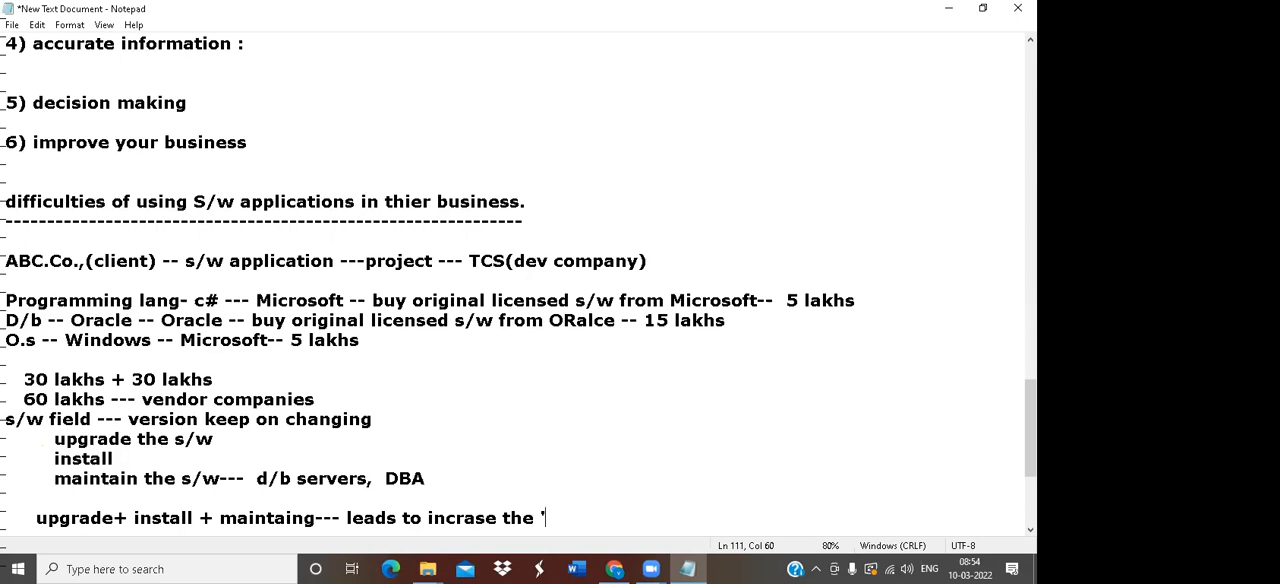 *New Text Document - Notepad
File Edit Format View Help
4) accurate information :
5) decision making
6) improve your business
difficulties of using S/w applications in thier business.
---------------------------------------------------------
ABC.Co.,(client) -- s/w application ---project --- TCS(dev company)
Programming lang- c# --- Microsoft -- buy original licensed s/w from Microsoft-- 5 lakhs
D/b -- Oracle -- Oracle -- buy original licensed s/w from ORalce -- 15 lakhs
O.s -- Windows -- Microsoft-- 5 lakhs
30 lakhs + 30 lakhs
60 lakhs --- vendor companies
s/w field --- version keep on changing
upgrade the s/w
install
maintain the s/w--- d/b servers, DBA
upgrade+ install + maintaing--- leads to incrase the '
Ln 111, Col 60 80% Windows (CRLF) UTF-8
Type here to search
ENG
08:54
10-03-2022